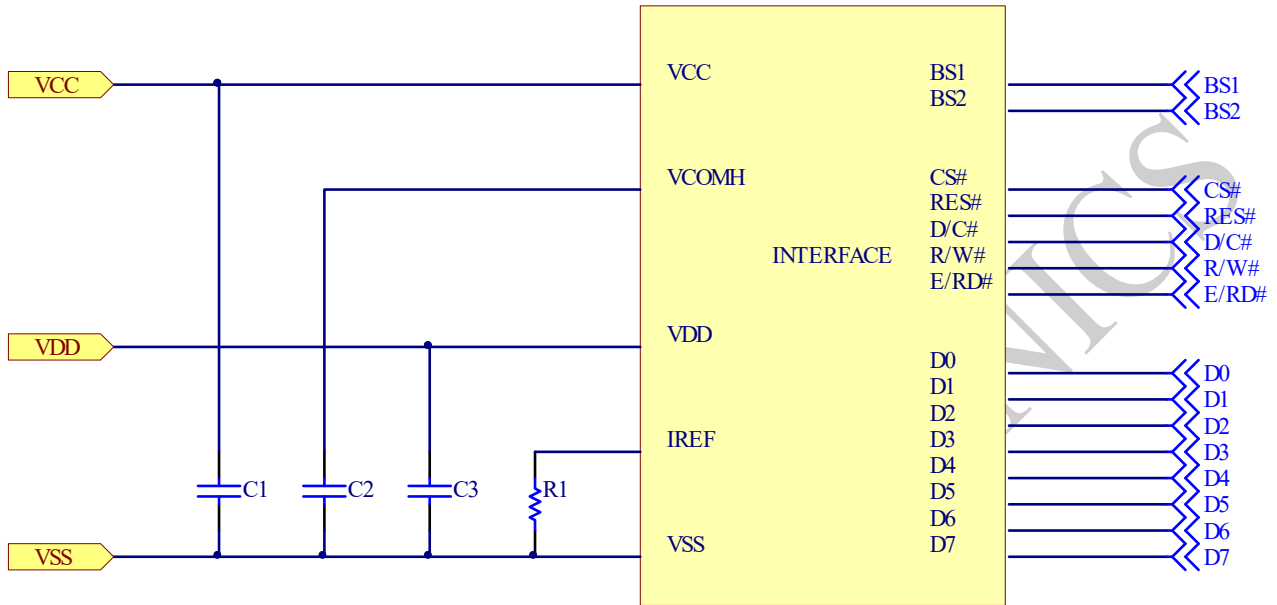 VCC
VCC
BS1
BS1
BS2
BS2
VCOMH
CS#
CS#
RES#
RES#
D/C#
D/C#
INTERFACE
R/W#
R/W#
E/RD#
E/RD#
VDD
VDD
D0
D0
D1
D1
D2
D2
IREF
D3
D3
D4
D4
C1
C2
C3
R1
D5
D5
D6
D6
VSS
VSS
D7
D7
NICS